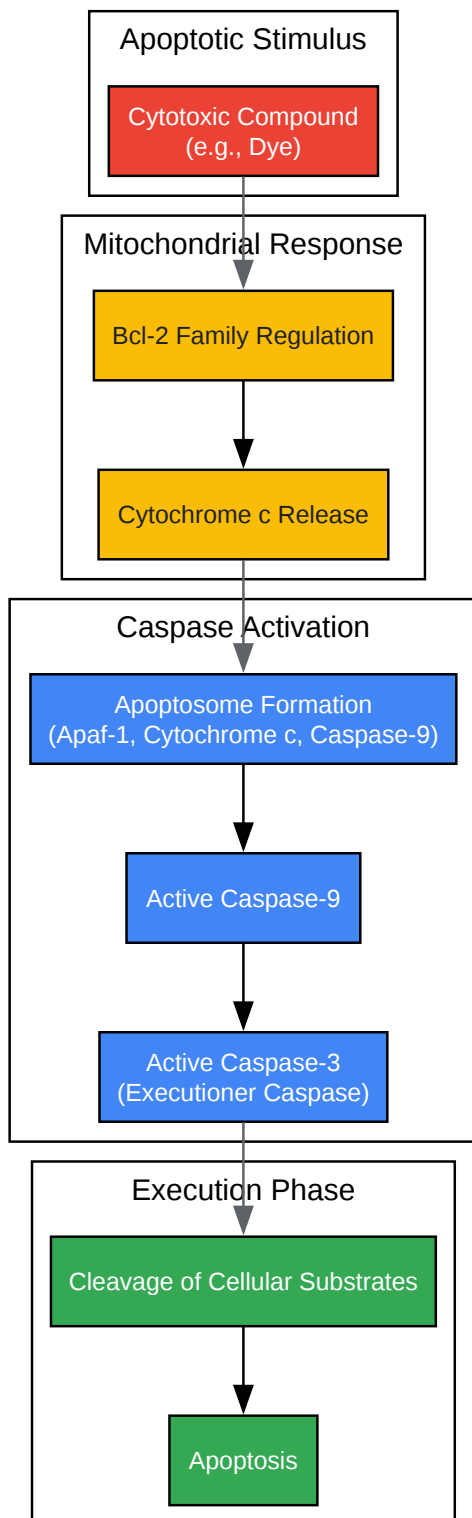 Apoptotic Stimulus
Cytotoxic Compound
(e.g., Dye)
Mitochondrial Response
Bcl-2 Family Regulation
Cytochrome c Release
Caspase Activation
Apoptosome Formation
(Apaf-1, Cytochrome c, Caspase-9)
Active Caspase-9
Active Caspase-3
(Executioner Caspase)
Execution Phase
Cleavage of Cellular Substrates
Apoptosis